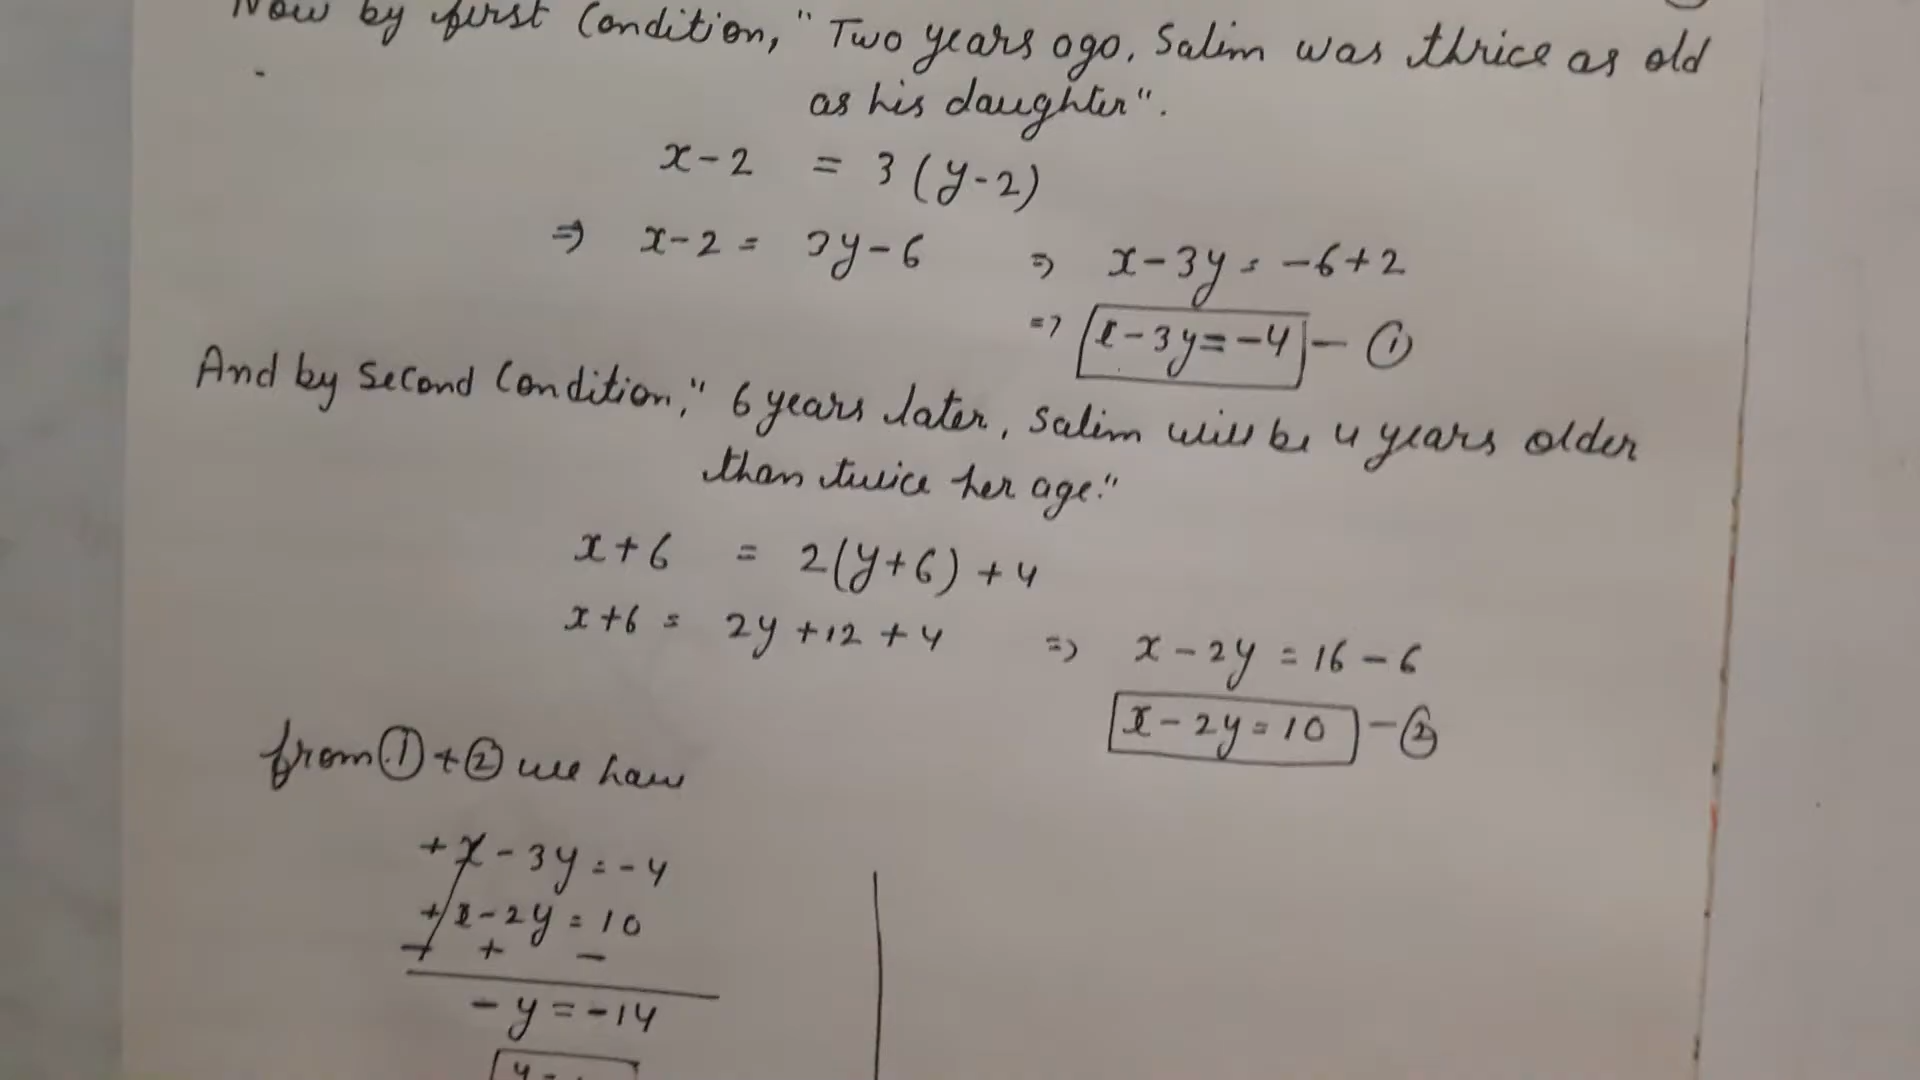 Now by first Condition, " Two years ago, Salim was thrice as old
as his daughter".
x-2 = 3(y-2)
⇒ x-2 = 3y-6 ⇒ x-3y = -6+2
⇒ x-3y=-4 - ①
And by Second Condition," 6 years later, Salim will be 4 years older
than twice her age."
x+6 = 2(y+6)+4
x+6 = 2y+12+4 ⇒ x-2y = 16-6
x-2y=10 - ②
from ① + ② we have
+x-3y=-4
+x-2y=10
- + -
-y=-14